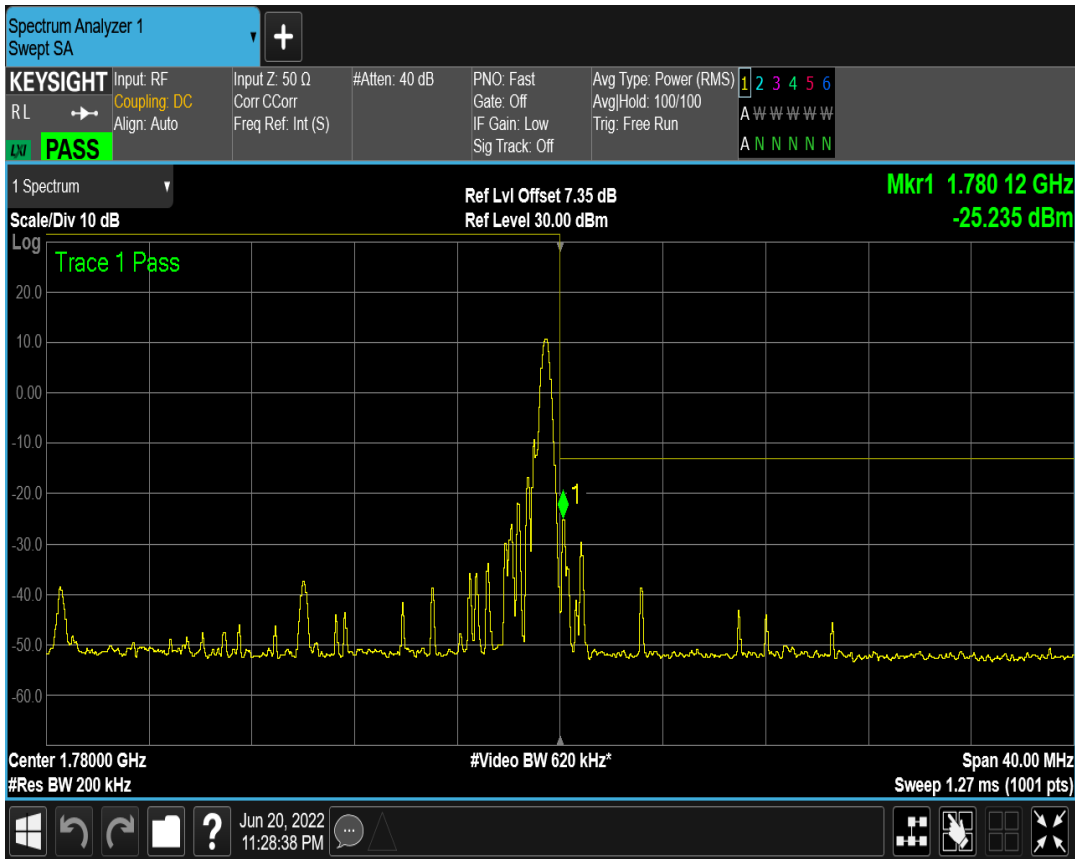 Spectrum Analyzer 1
Swept SA
+
KEYSIGHT
RL
LXI PASS
Input: RF
Coupling: DC
Align: Auto
Input Z: 50 Ω
Corr CCorr
Freq Ref: Int (S)
#Atten: 40 dB
PNO: Fast
Gate: Off
IF Gain: Low
Sig Track: Off
Avg Type: Power (RMS)
Avg|Hold: 100/100
Trig: Free Run
1 2 3 4 5 6
A W W W W W
A N N N N N
1 Spectrum
Scale/Div 10 dB
Ref Lvl Offset 7.35 dB
Ref Level 30.00 dBm
Mkr1 1.780 12 GHz
-25.235 dBm
Log
Trace 1 Pass
20.0
10.0
0.00
-10.0
-20.0
1
-30.0
-40.0
-50.0
-60.0
Center 1.78000 GHz
#Res BW 200 kHz
#Video BW 620 kHz*
Span 40.00 MHz
Sweep 1.27 ms (1001 pts)
?
Jun 20, 2022
11:28:38 PM